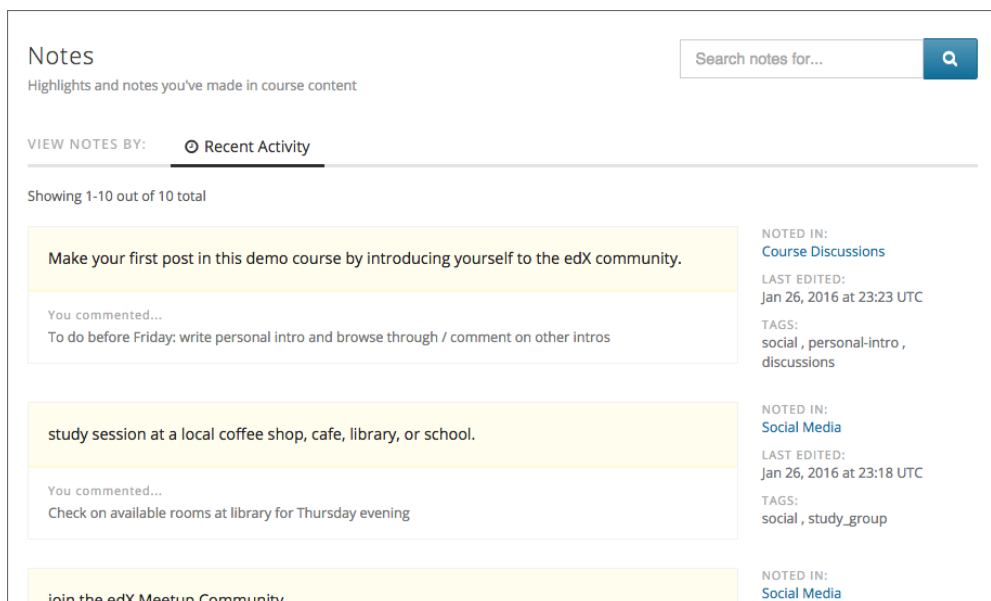 Notes
Highlights and notes you've made in course content
Search notes for...
VIEW NOTES BY:
Recent Activity
Showing 1-10 out of 10 total
Make your first post in this demo course by introducing yourself to the edX community.
You commented...
To do before Friday: write personal intro and browse through / comment on other intros
NOTED IN:
Course Discussions
LAST EDITED:
Jan 26, 2016 at 23:23 UTC
TAGS:
social , personal-intro ,
discussions
study session at a local coffee shop, cafe, library, or school.
You commented...
Check on available rooms at library for Thursday evening
NOTED IN:
Social Media
LAST EDITED:
Jan 26, 2016 at 23:18 UTC
TAGS:
social , study_group
join the edX Meetup Community
NOTED IN:
Social Media